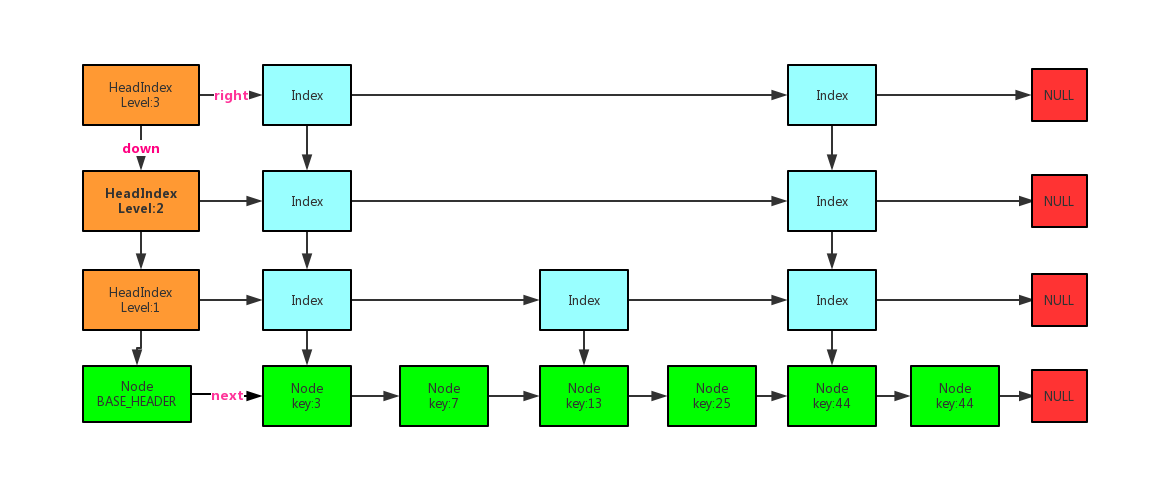 HeadIndex
Level:3
right
Index
Index
NULL
down
HeadIndex
Level:2
Index
Index
NULL
HeadIndex
Level:1
Index
Index
Index
NULL
Node
BASE_HEADER
next
Node
key:3
Node
key:7
Node
key:13
Node
key:25
Node
key:44
Node
key:44
NULL